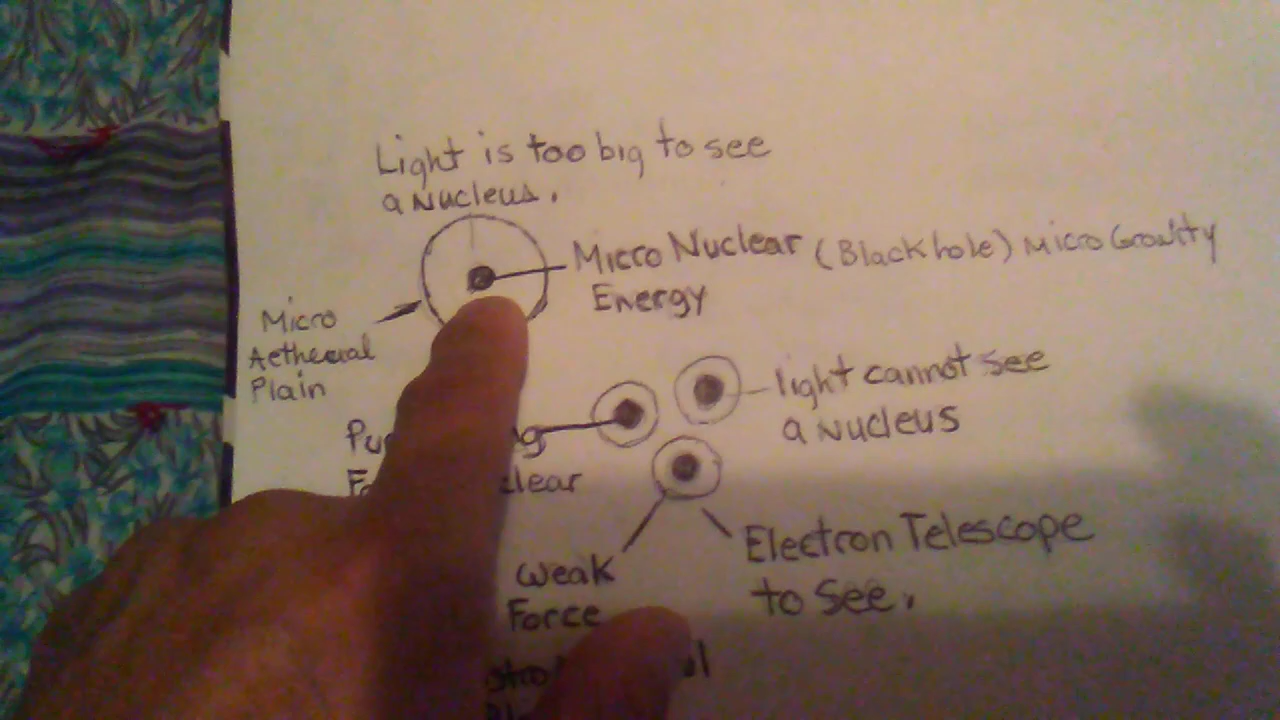 Light is too big to see
a Nucleus.
Micro Nuclear (Black hole) Micro Gravity
Energy
Micro
Aetherial
Plain
light cannot see
a Nucleus
Electron Telescope
to see.
Weak
Force